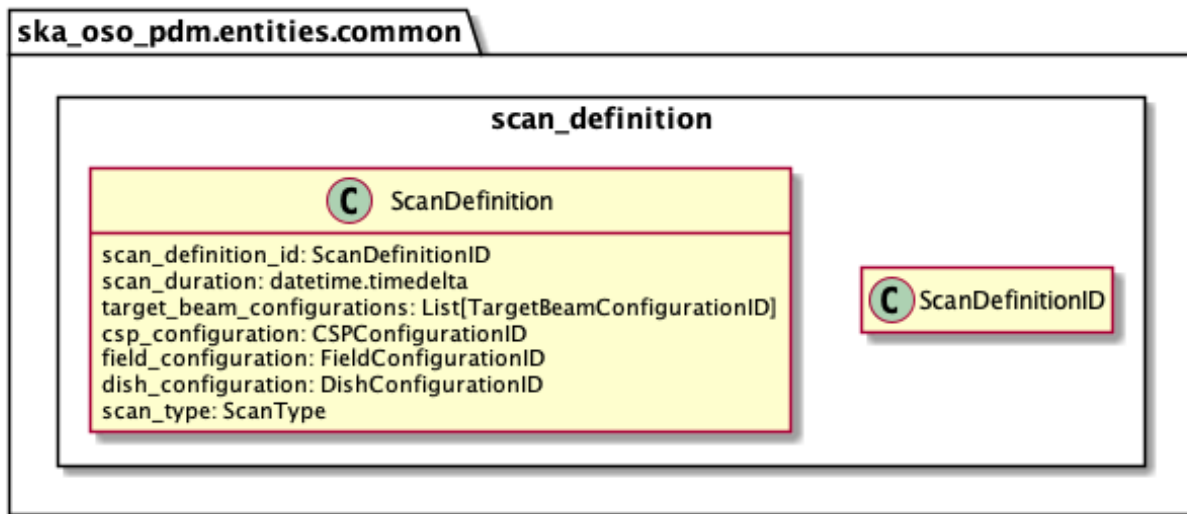 ska_oso_pdm.entities.common
scan_definition
C ScanDefinition
scan_definition_id: ScanDefinitionID
scan_duration: datetime.timedelta
target_beam_configurations: List[TargetBeamConfigurationID]
csp_configuration: CSPConfigurationID
field_configuration: FieldConfigurationID
dish_configuration: DishConfigurationID
scan_type: ScanType
C ScanDefinitionID